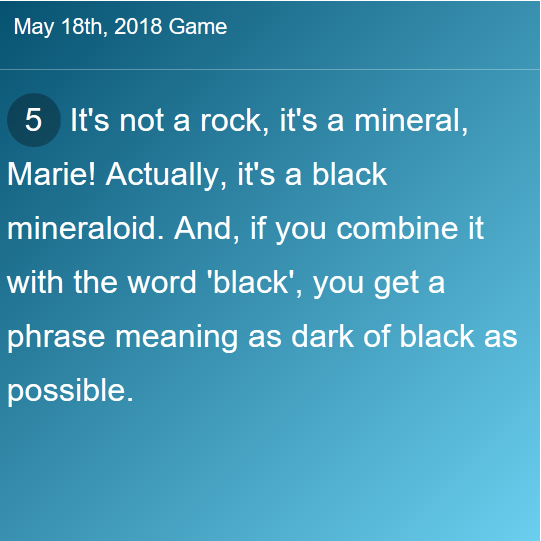 May 18th, 2018 Game
5 It's not a rock, it's a mineral,
Marie! Actually, it's a black
mineraloid. And, if you combine it
with the word 'black', you get a
phrase meaning as dark of black as
possible.